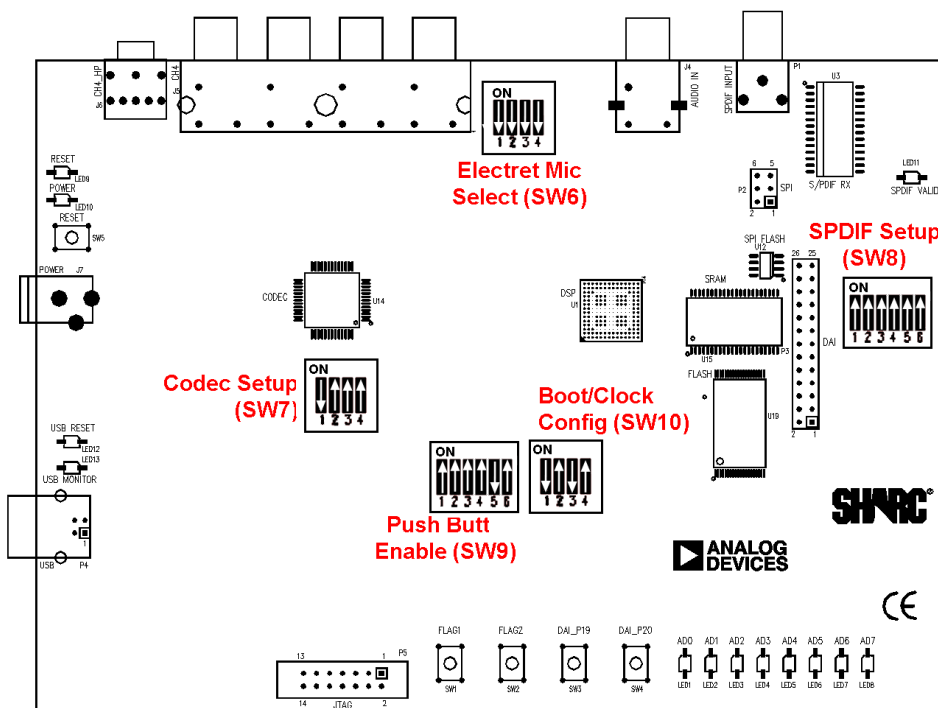 CH4_HP
J6
CH4
J5
J4
AUDIO IN
SPDIF INPUT
P1
U3
S/PDIF RX
ON
1 2 3 4
Electret Mic
Select (SW6)
RESET
LED9
POWER
LED10
RESET
SW5
6 5
P2
SPI
2 1
LED11
SPDIF VALID
SPDIF Setup
(SW8)
ON
1 2 3 4 5 6
POWER J7
CODEC
U14
DSP
U1
SPI FLASH
U12
SRAM
U15
P3
26 25
DAI
2 1
FLASH
U19
Codec Setup
(SW7)
ON
1 2 3 4
Boot/Clock
Config (SW10)
ON
1 2 3 4
ON
1 2 3 4 5 6
Push Butt
Enable (SW9)
USB RESET
LED12
LED13
USB MONITOR
1
USB P4
SHARC®
ANALOG
DEVICES
CE
13 1
P5
14 2
JTAG
FLAG1
SW1
FLAG2
SW2
DAI_P19
SW3
DAI_P20
SW4
AD0 AD1 AD2 AD3 AD4 AD5 AD6 AD7
LED1 LED2 LED3 LED4 LED5 LED6 LED7 LED8